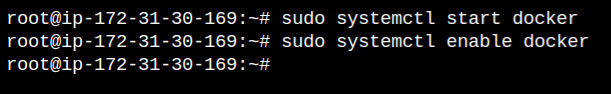 root@ip-172-31-30-169:~# sudo systemctl start docker
root@ip-172-31-30-169:~# sudo systemctl enable docker
root@ip-172-31-30-169:~#